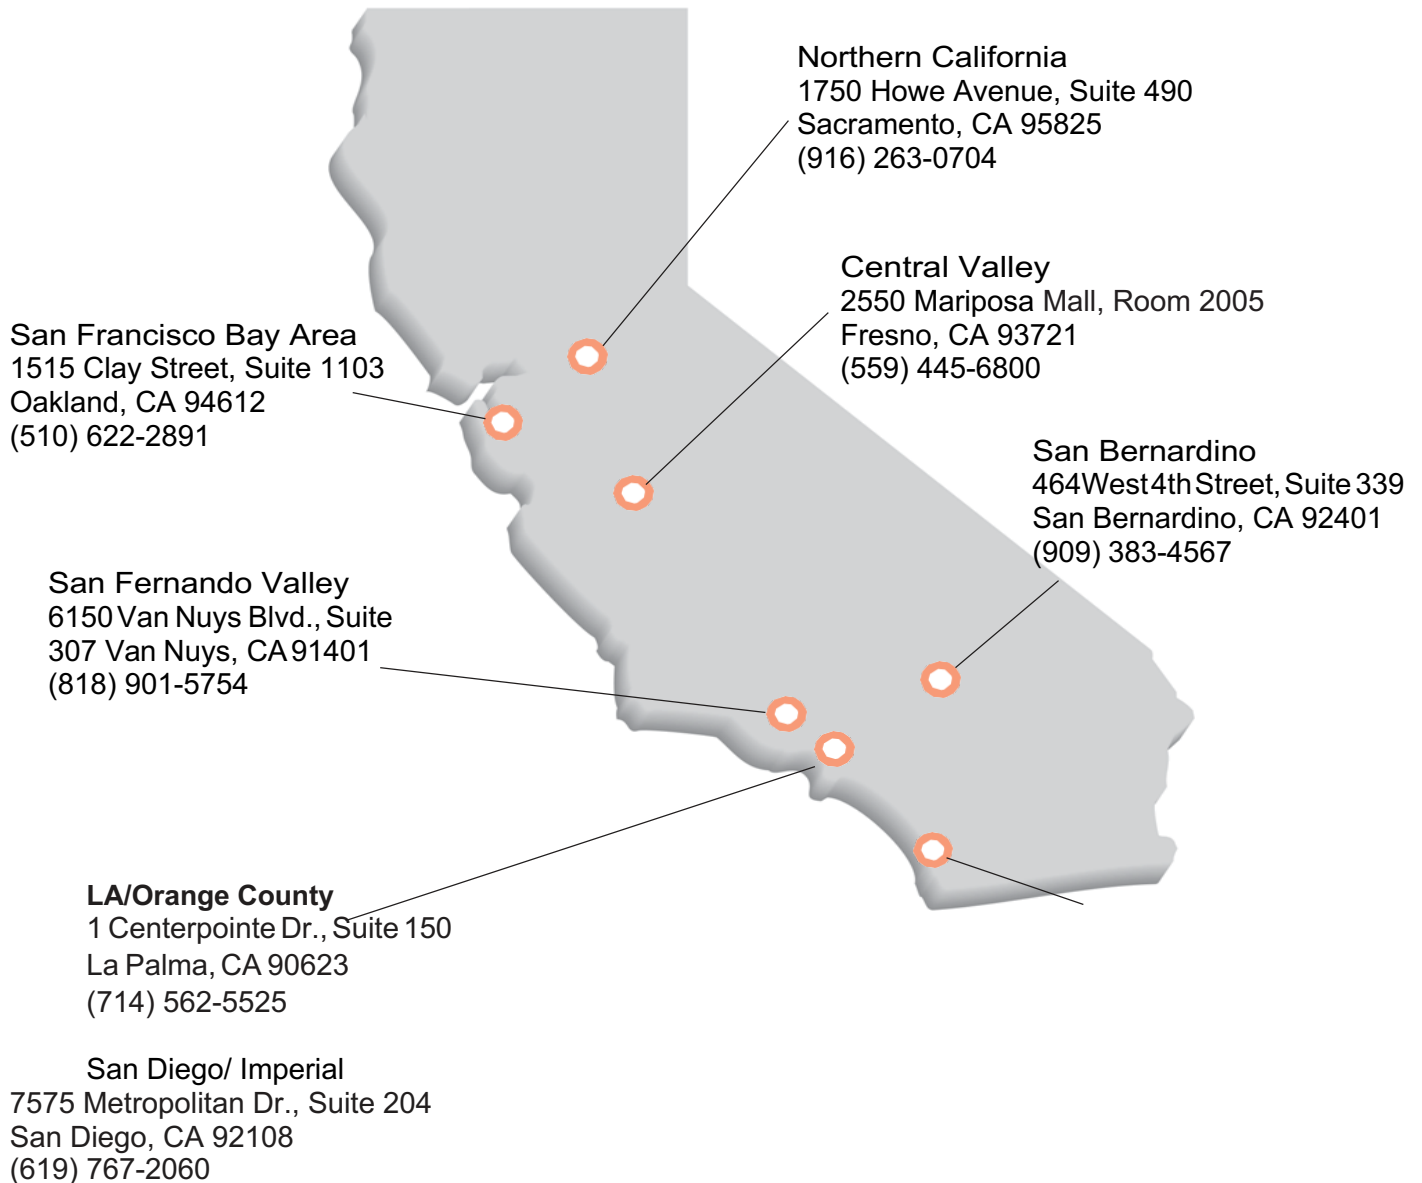 Northern California
1750 Howe Avenue, Suite 490
Sacramento, CA 95825
(916) 263-0704
Central Valley
2550 Mariposa Mall, Room 2005
Fresno, CA 93721
(559) 445-6800
San Francisco Bay Area
1515 Clay Street, Suite 1103
Oakland, CA 94612
(510) 622-2891
San Bernardino
464 West 4th Street, Suite 339
San Bernardino, CA 92401
(909) 383-4567
San Fernando Valley
6150 Van Nuys Blvd., Suite
307 Van Nuys, CA 91401
(818) 901-5754
LA/Orange County
1 Centerpointe Dr., Suite 150
La Palma, CA 90623
(714) 562-5525
San Diego/ Imperial
7575 Metropolitan Dr., Suite 204
San Diego, CA 92108
(619) 767-2060